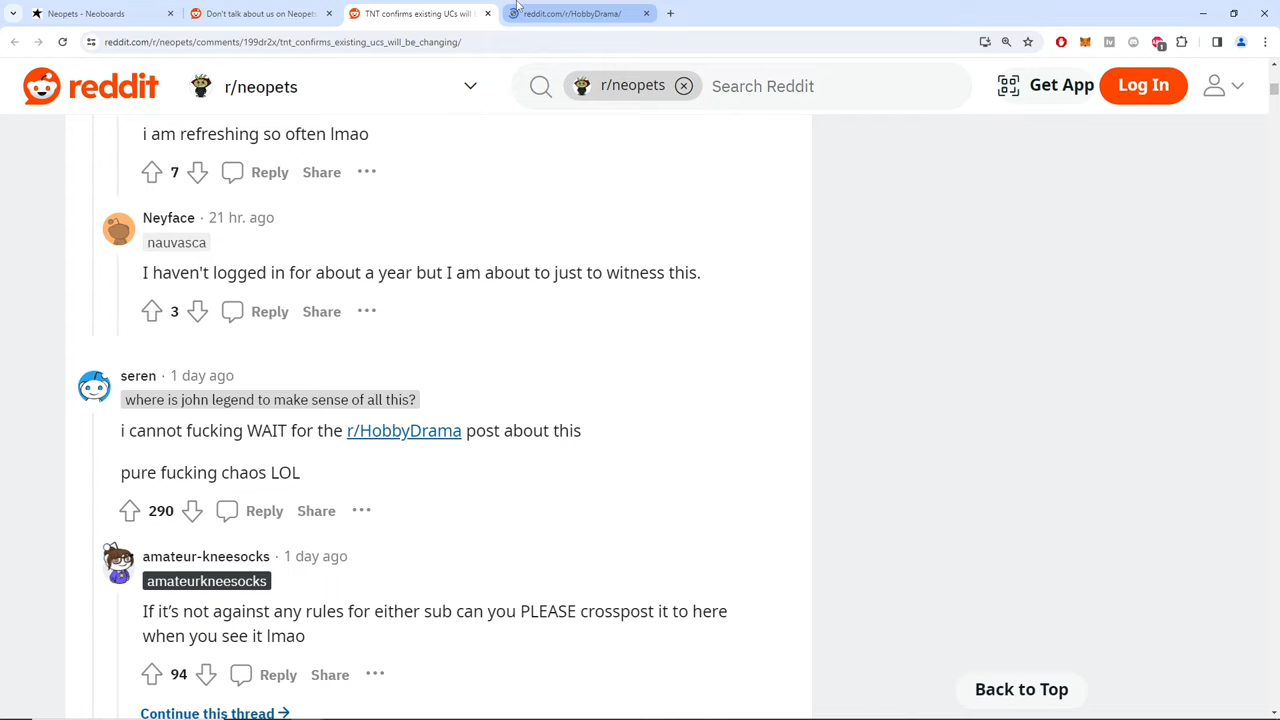 Neopets - Neoboards
Don't talk about us on Neopets
TNT confirms existing UCs will b
reddit.com/r/HobbyDrama/
reddit.com/r/neopets/comments/199dr2x/tnt_confirms_existing_ucs_will_be_changing/
reddit
r/neopets
r/neopets
Search Reddit
Get App
Log In
i am refreshing so often lmao
7
Reply
Share
Neyface · 21 hr. ago
nauvasca
I haven't logged in for about a year but I am about to just to witness this.
3
Reply
Share
seren · 1 day ago
where is john legend to make sense of all this?
i cannot fucking WAIT for the r/HobbyDrama post about this
pure fucking chaos LOL
290
Reply
Share
amateur-kneesocks · 1 day ago
amateurkneesocks
If it's not against any rules for either sub can you PLEASE crosspost it to here
when you see it lmao
94
Reply
Share
Continue this thread
Back to Top